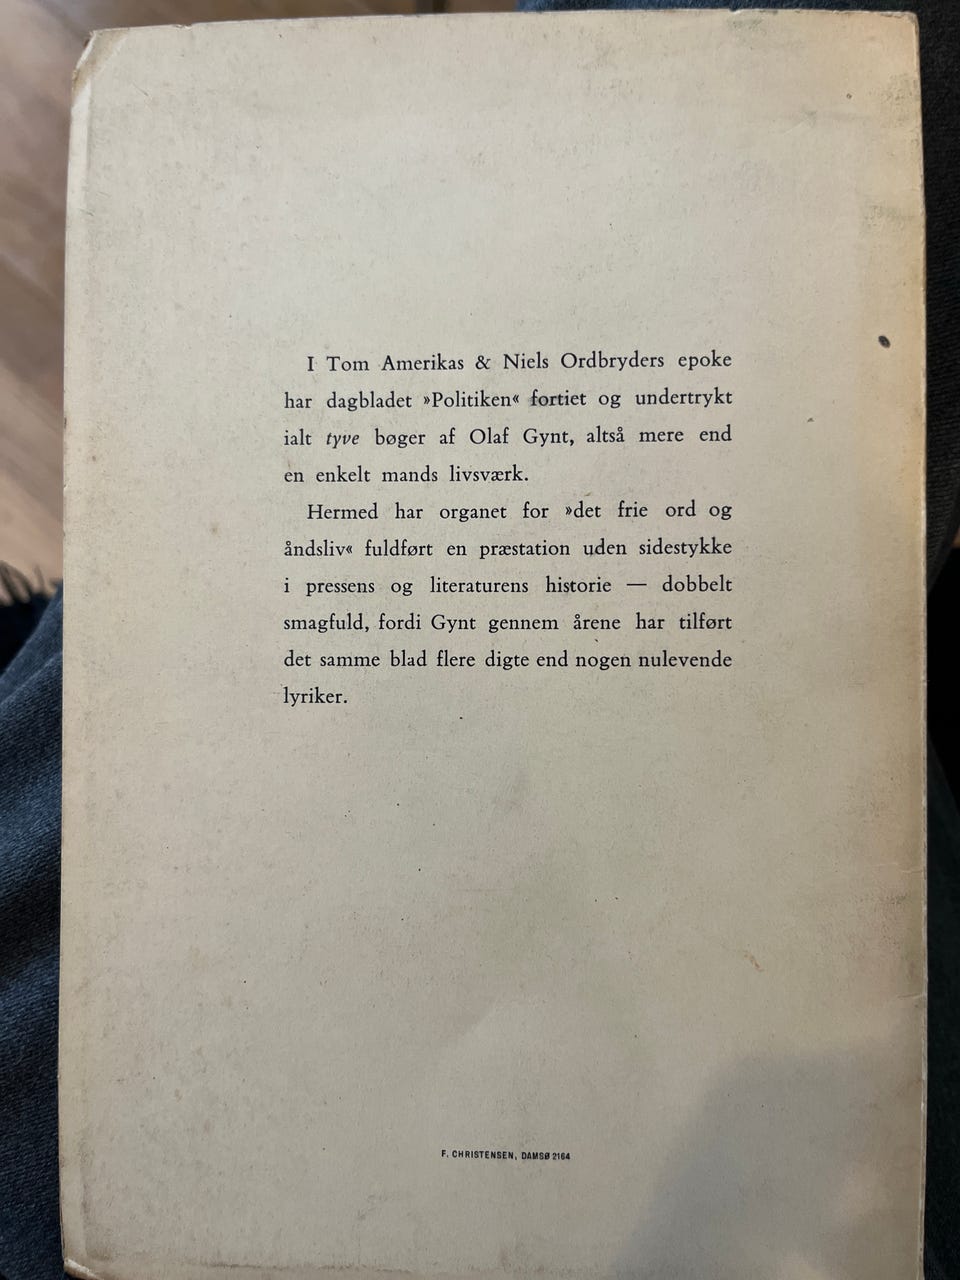 I Tom Amerikas & Niels Ordbryders epoke
har dagbladet »Politiken« fortiet og undertrykt
ialt tyve bøger af Olaf Gynt, altså mere end
en enkelt mands livsværk.
Hermed har organet for »det frie ord og
åndsliv« fuldført en præstation uden sidestykke
i pressens og literaturens historie — dobbelt
smagfuld, fordi Gynt gennem årene har tilført
det samme blad flere digte end nogen nulevende
lyriker.
F. CHRISTENSEN, DAMSØ 2164